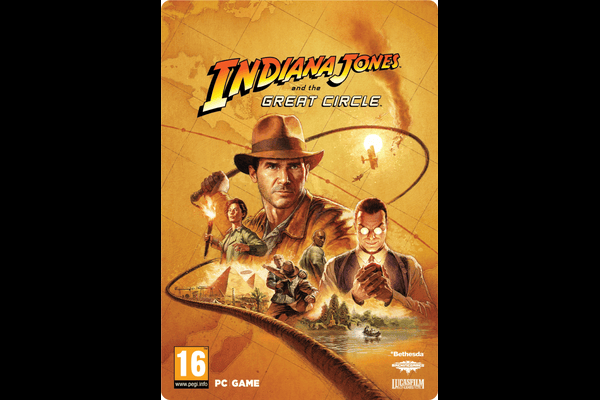 INDIANA JONES
and the
GREAT CIRCLE
16
www.pegi.info
PC GAME
Bethesda
LUCASFILM